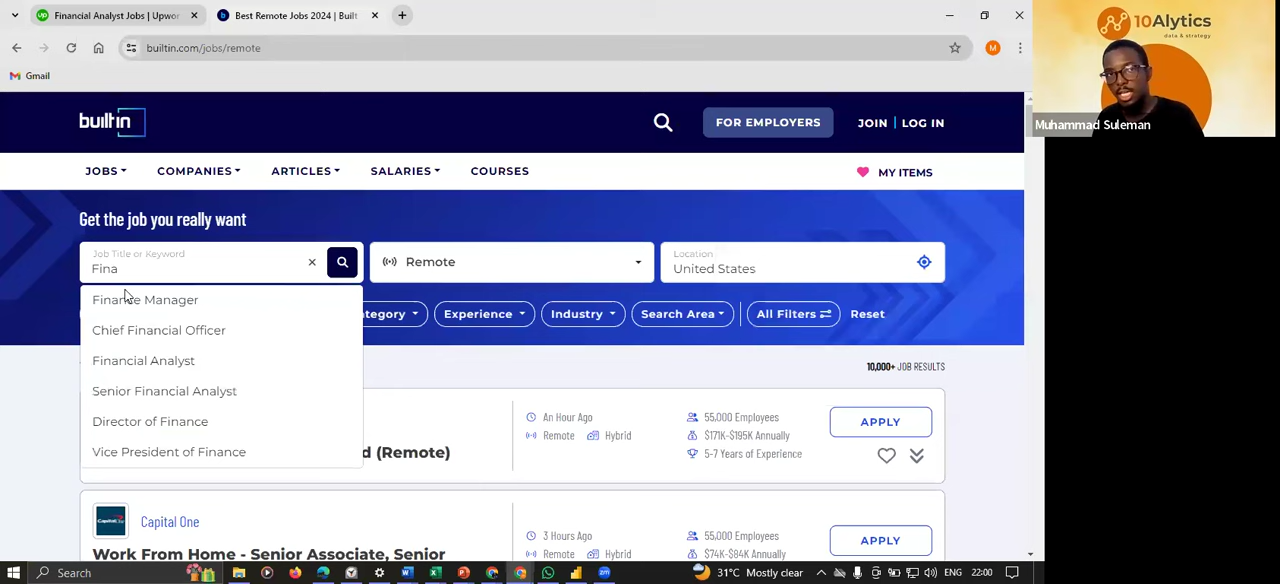 Financial Analyst Jobs | Upwor
Best Remote Jobs 2024 | Built
builtin.com/jobs/remote
M
Gmail
10Alytics
data & strategy
Muhammad Suleman
builtin
FOR EMPLOYERS
JOIN | LOG IN
JOBS
COMPANIES
ARTICLES
SALARIES
COURSES
MY ITEMS
Get the job you really want
Job Title or Keyword
Fina
Remote
Location
United States
Finance Manager
Chief Financial Officer
Financial Analyst
Senior Financial Analyst
Director of Finance
Vice President of Finance
tegory
Experience
Industry
Search Area
All Filters
Reset
10,000+ JOB RESULTS
d (Remote)
An Hour Ago
Remote
Hybrid
55,000 Employees
$171K-$195K Annually
5-7 Years of Experience
APPLY
Capital One
Capital One
Work From Home - Senior Associate, Senior
3 Hours Ago
Remote
Hybrid
55,000 Employees
$74K-$84K Annually
APPLY
Search
31°C Mostly clear
ENG
22:00